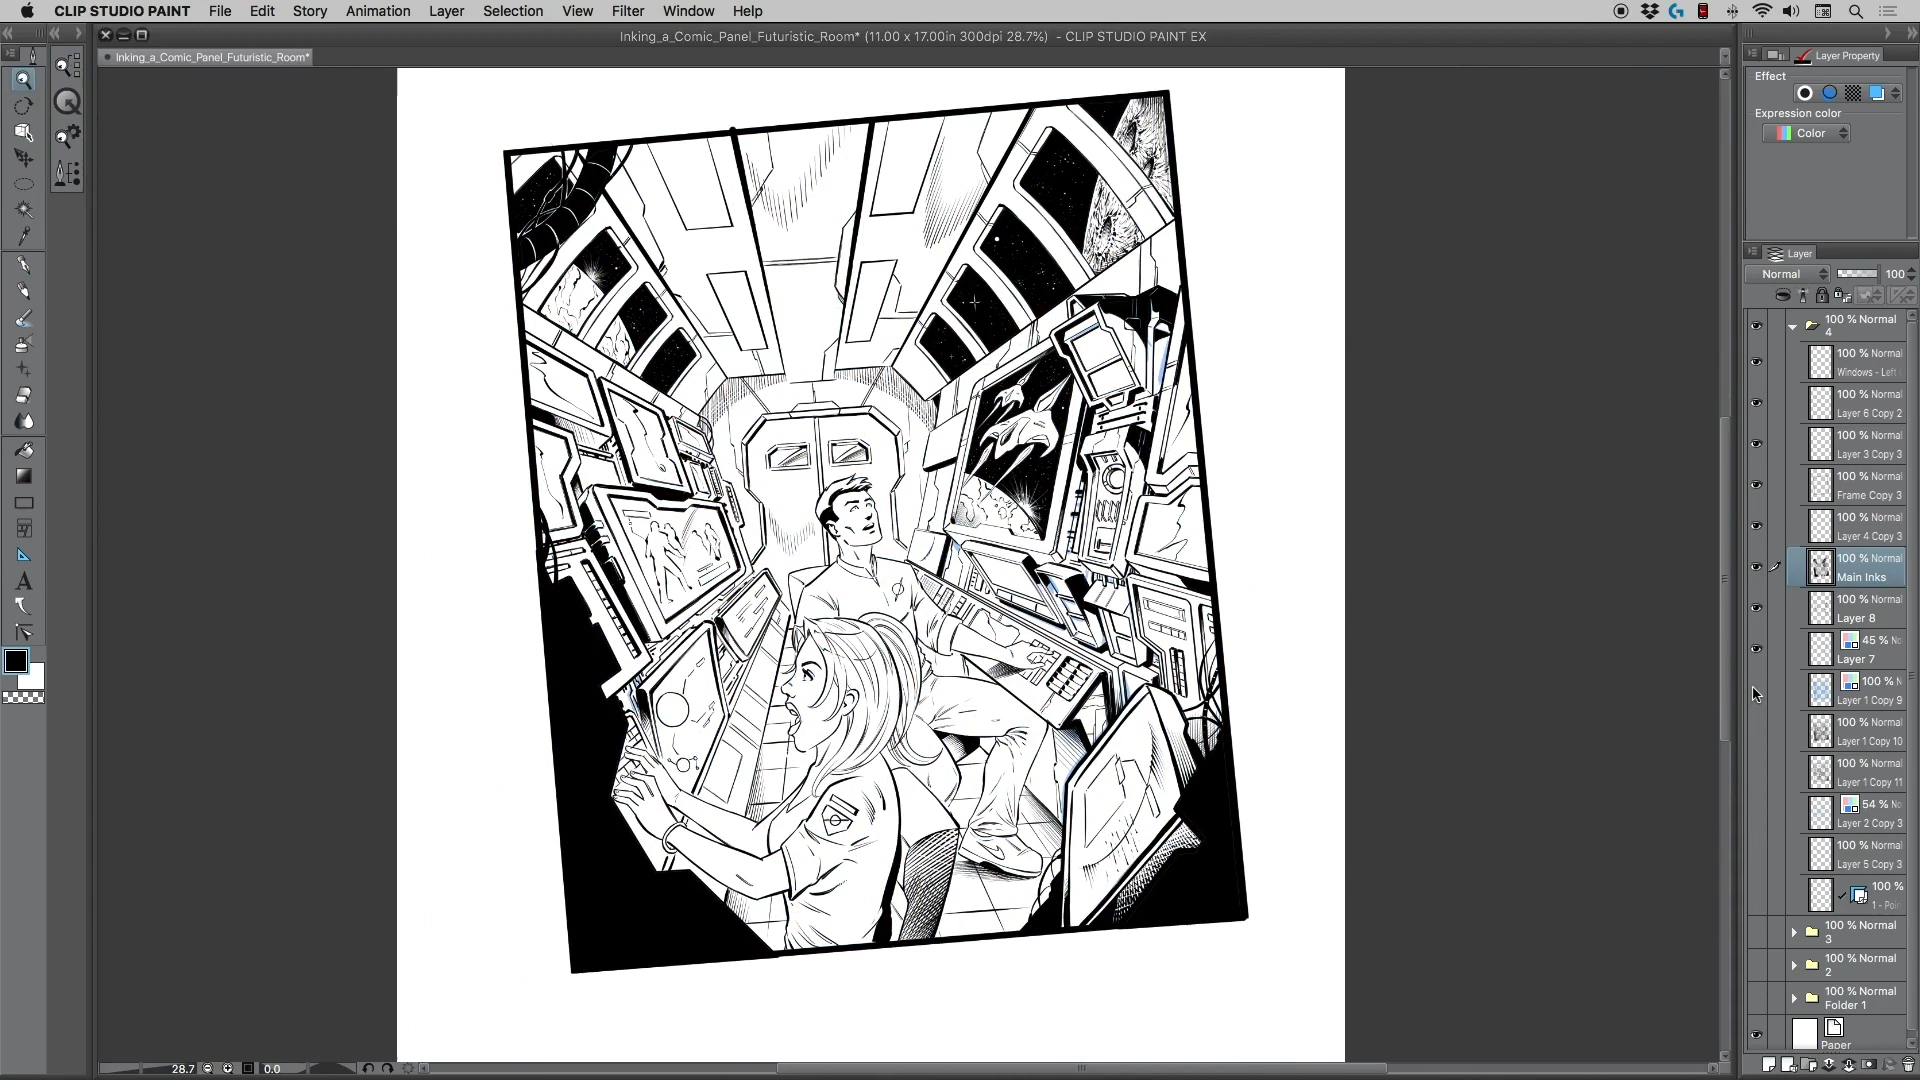 CLIP STUDIO PAINT File Edit Story Animation Layer Selection View Filter Window Help
Inking_a_Comic_Panel_Futuristic_Room* (11.00 x 17.00in 300dpi 28.7%) - CLIP STUDIO PAINT EX
Inking_a_Comic_Panel_Futuristic_Room*
Layer Property
Effect
Expression color
Color
Layer
Normal 100
100 % Normal
4
100 % Normal
Windows - Left
100 % Normal
Layer 6 Copy 2
100 % Normal
Layer 3 Copy 3
100 % Normal
Frame Copy 3
100 % Normal
Layer 4 Copy 3
100 % Normal
Main Inks
100 % Normal
Layer 8
45 % No
Layer 7
100 % N
Layer 1 Copy 9
100 % Normal
Layer 1 Copy 10
100 % Normal
Layer 1 Copy 11
54 % No
Layer 2 Copy 3
100 % Normal
Layer 5 Copy 3
100 %
1 - Poi
100 % Normal
3
100 % Normal
2
100 % Normal
Folder 1
Paper
28.7 0.0